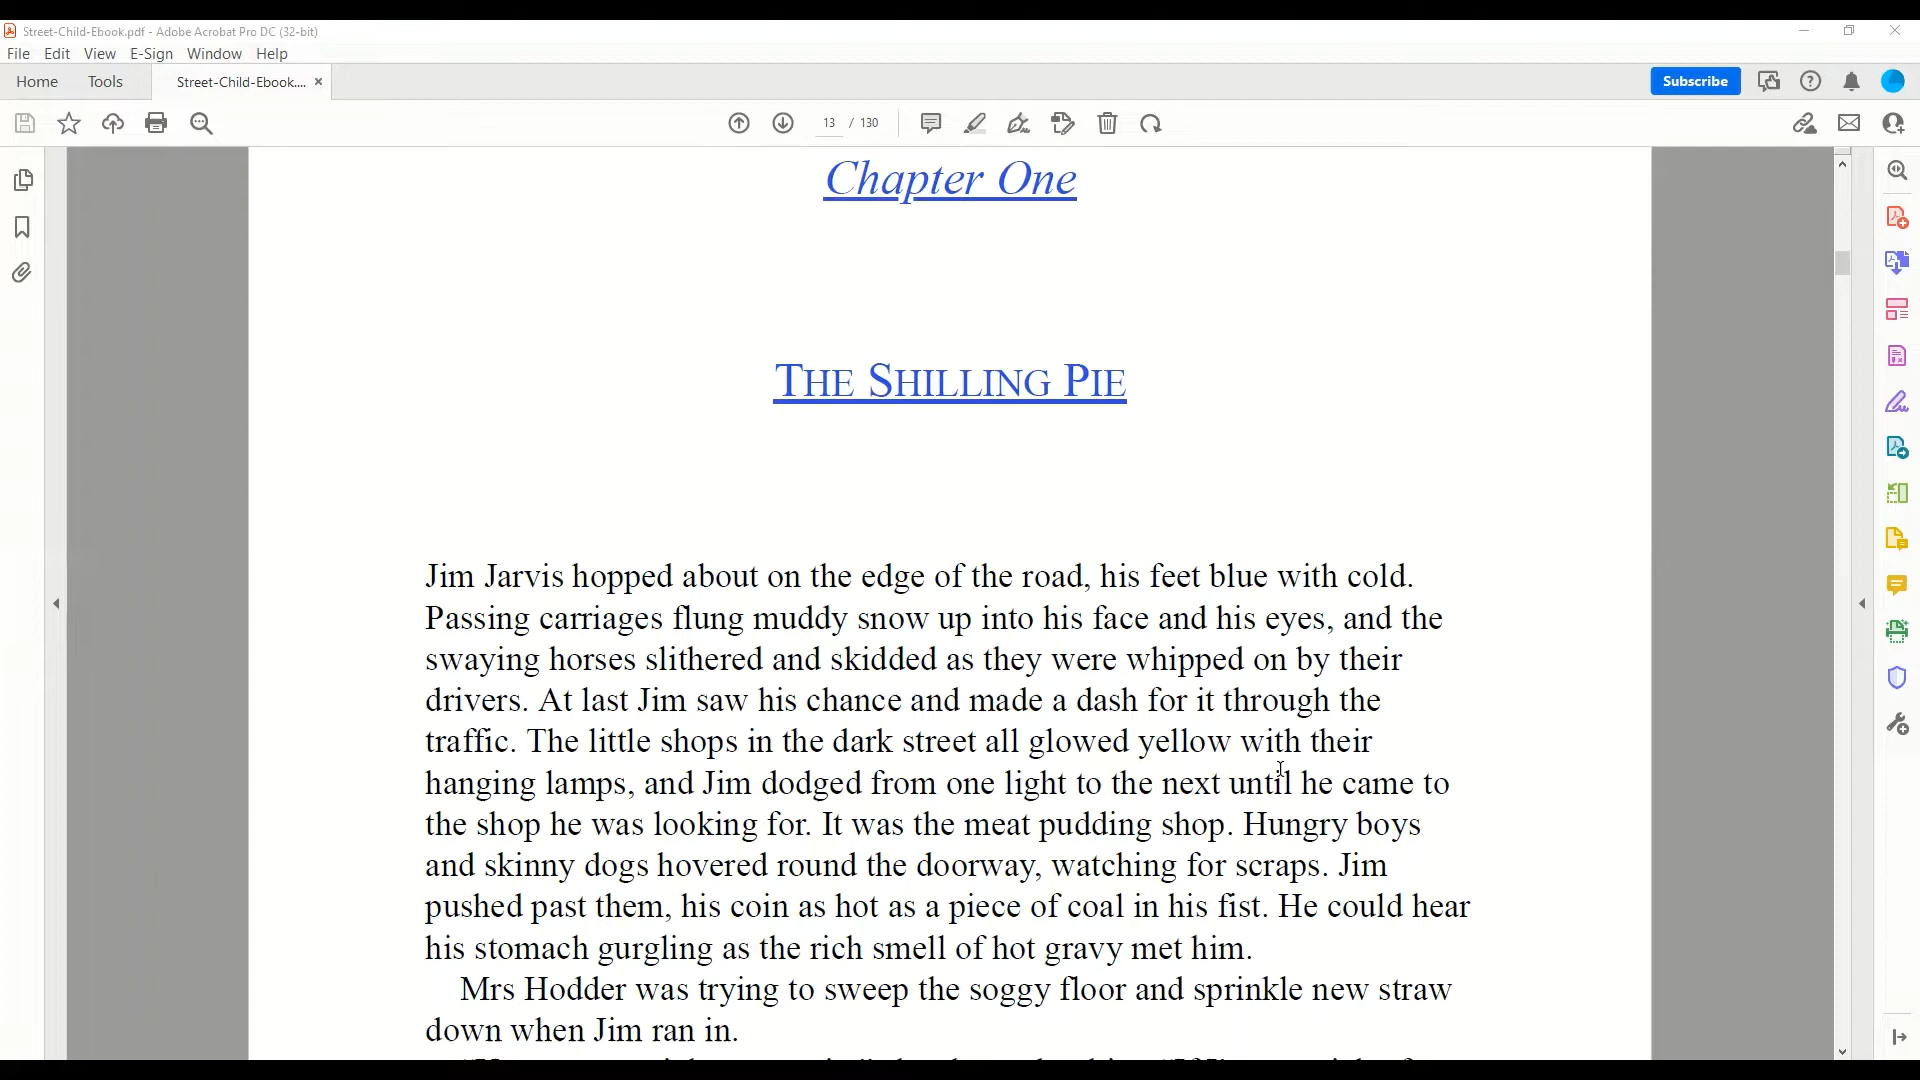 Street-Child-Ebook.pdf - Adobe Acrobat Pro DC (32-bit)
File Edit View E-Sign Window Help
Home Tools Street-Child-Ebook.... × Subscribe
13 / 130
Chapter One
THE SHILLING PIE
Jim Jarvis hopped about on the edge of the road, his feet blue with cold.
Passing carriages flung muddy snow up into his face and his eyes, and the
swaying horses slithered and skidded as they were whipped on by their
drivers. At last Jim saw his chance and made a dash for it through the
traffic. The little shops in the dark street all glowed yellow with their
hanging lamps, and Jim dodged from one light to the next until he came to
the shop he was looking for. It was the meat pudding shop. Hungry boys
and skinny dogs hovered round the doorway, watching for scraps. Jim
pushed past them, his coin as hot as a piece of coal in his fist. He could hear
his stomach gurgling as the rich smell of hot gravy met him.
Mrs Hodder was trying to sweep the soggy floor and sprinkle new straw
down when Jim ran in.